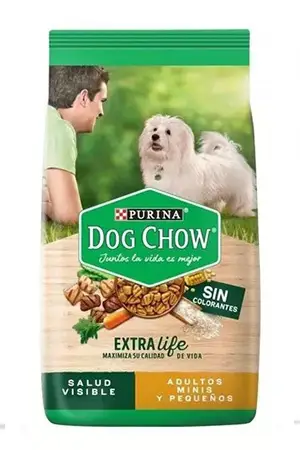 PURINA
DOG CHOW®
Juntos la vida es mejor
SIN
COLORANTES
EXTRA life
MAXIMIZA SU CALIDAD DE VIDA
SALUD
VISIBLE
ADULTOS
MINIS
Y PEQUEÑOS